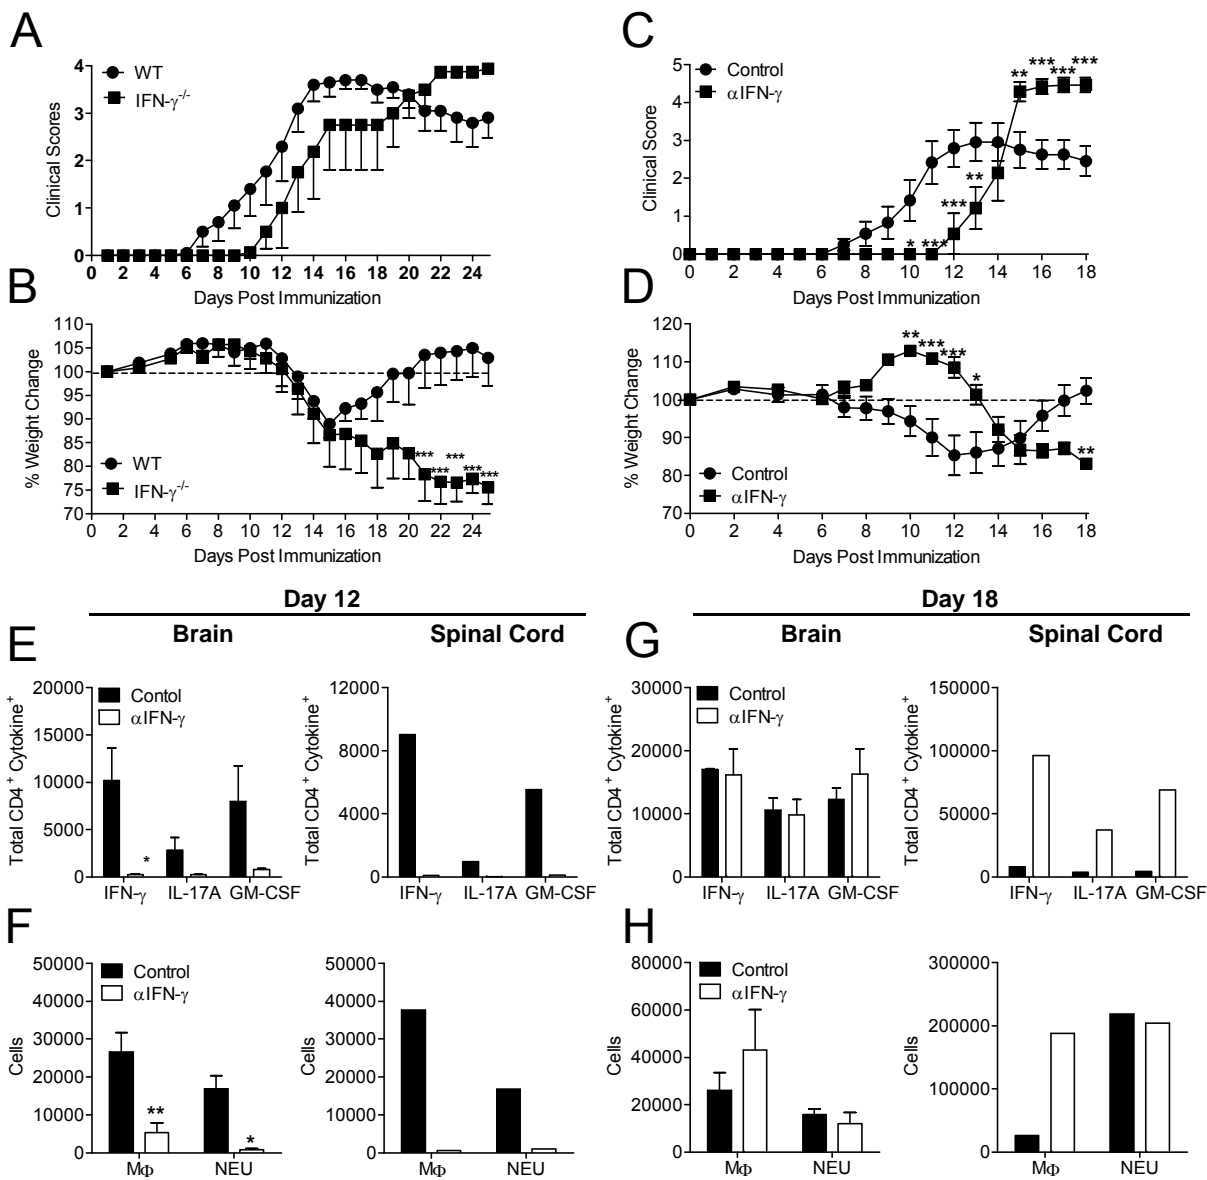 A
C
4
3
2
1
0
Clinical Scores
WT
IFN-γ-/-
0 2 4 6 8 10 12 14 16 18 20 22 24
Days Post Immunization
5
4
3
2
1
0
Clinical Score
Control
αIFN-γ
* *** *** ** ** *** *** ***
0 2 4 6 8 10 12 14 16 18
Days Post Immunization
B
D
110
105
100
95
90
85
80
75
70
% Weight Change
WT
IFN-γ-/-
*** *** *** *** ***
0 2 4 6 8 10 12 14 16 18 20 22 24
Days Post Immunization
120
110
100
90
80
70
% Weight Change
Control
αIFN-γ
** *** *** * **
0 2 4 6 8 10 12 14 16 18
Days Post Immunization
Day 12
Day 18
E
Brain
Spinal Cord
G
Brain
Spinal Cord
20000
15000
10000
5000
0
Total CD4+ Cytokine+
Contol
αIFN-γ
*
IFN-γ IL-17A GM-CSF
12000
8000
4000
0
Total CD4+ Cytokine+
IFN-γ IL-17A GM-CSF
30000
20000
10000
0
Total CD4+ Cytokine+
Control
αIFN-γ
IFN-γ IL-17A GM-CSF
150000
100000
50000
0
Total CD4+ Cytokine+
IFN-γ IL-17A GM-CSF
F
H
50000
40000
30000
20000
10000
0
Cells
Control
αIFN-γ
** *
MΦ NEU
50000
40000
30000
20000
10000
0
Cells
MΦ NEU
80000
60000
40000
20000
0
Cells
Control
αIFN-γ
MΦ NEU
300000
200000
100000
0
Cells
MΦ NEU